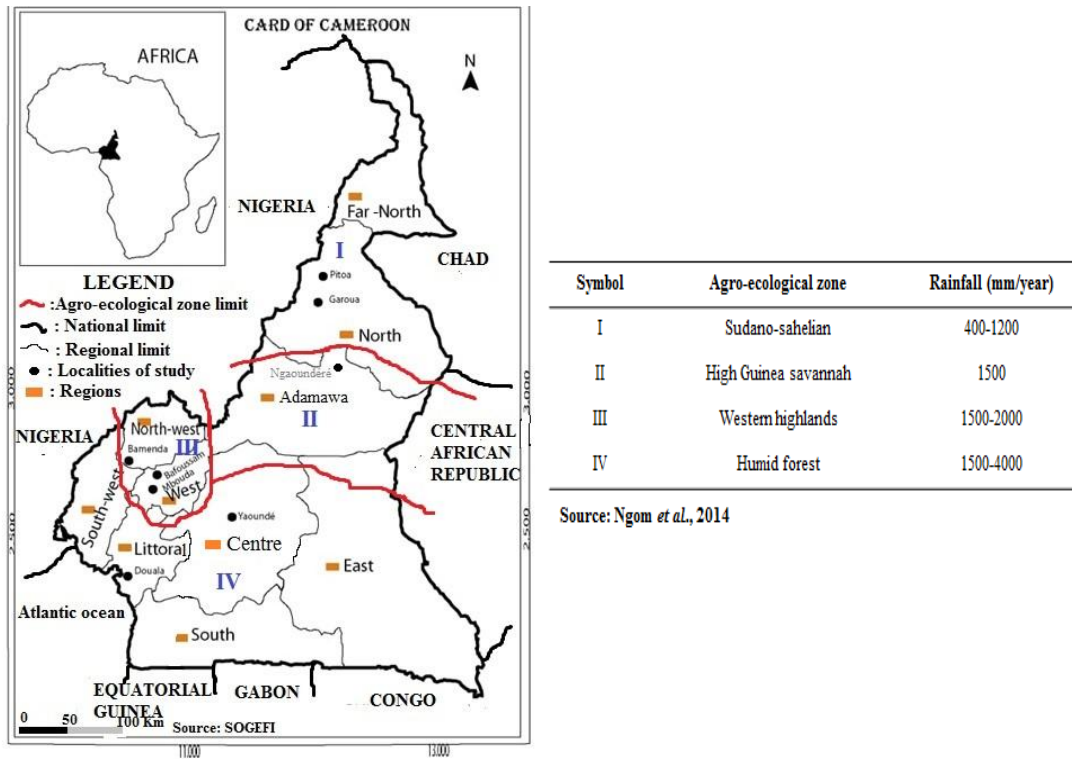 CARD OF CAMEROON
AFRICA
N
NIGERIA
Far -North
I
CHAD
Pitoa
Garoua
North
LEGEND
:Agro-ecological zone limit
: National limit
: Regional limit
: Localities of study
: Regions
Ngaoundéré
Adamawa
II
3.000
3.000
NIGERIA
North-west
III
Bamenda
Bafoussam
Mbouda
West
CENTRAL
AFRICAN
REPUBLIC
South-west
2.500
2.500
Yaoundé
Littoral
Centre
Douala
East
IV
Atlantic ocean
South
EQUATORIAL
GUINEA
GABON
CONGO
0 50 100 Km
Source: SOGEFI
11.000 13.000
Symbol Agro-ecological zone Rainfall (mm/year)
I Sudano-sahelian 400-1200
II High Guinea savannah 1500
III Western highlands 1500-2000
IV Humid forest 1500-4000
Source: Ngom et al., 2014